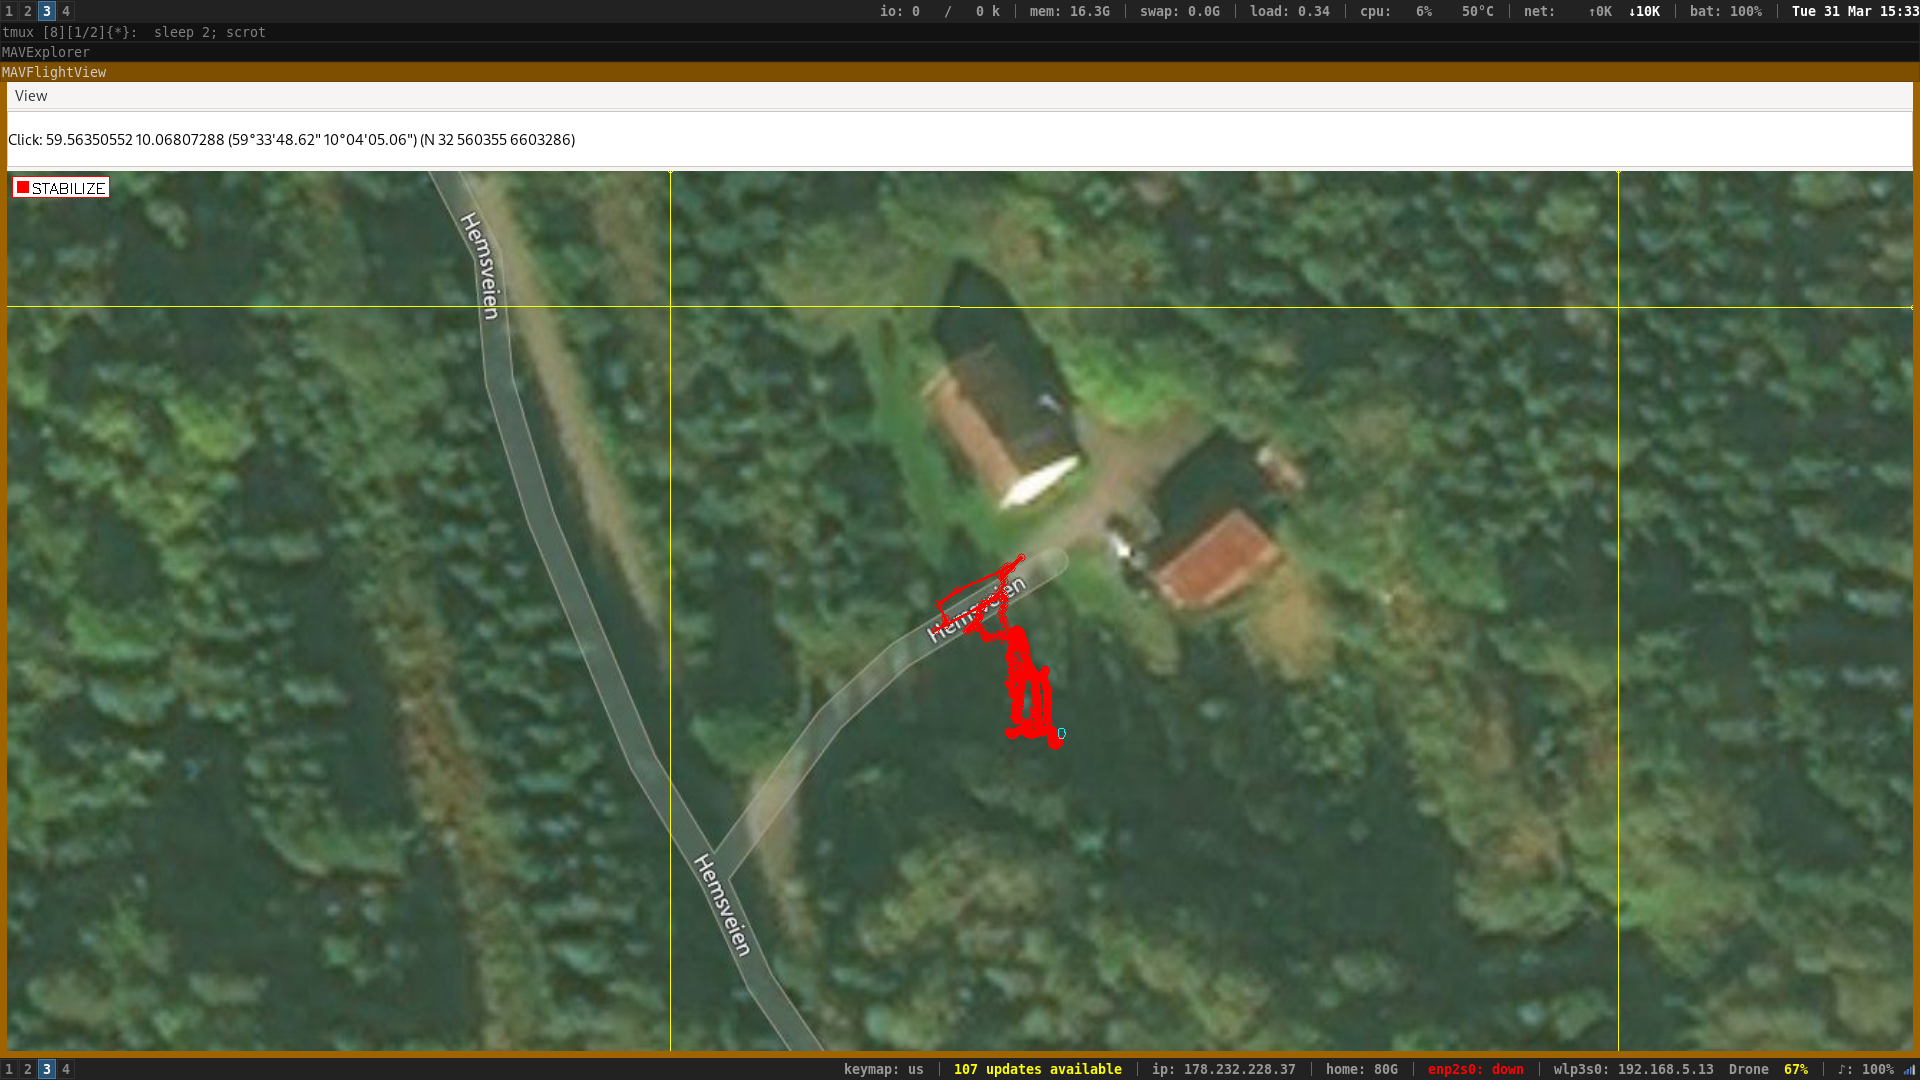 1 2 3 4 io: 0 / 0 k | mem: 16.3G | swap: 0.0G | load: 0.34 | cpu: 6% 50°C | net: ↑0K ↓10K | bat: 100% | Tue 31 Mar 15:33
tmux [8][1/2]{*}: sleep 2; scrot
MAVExplorer
MAVFlightView
View
Click: 59.56350552 10.06807288 (59°33'48.62" 10°04'05.06") (N 32 560355 6603286)
STABILIZE
Hemsveien
Hemsveien
Hemsveien
1 2 3 4 keymap: us | 107 updates available | ip: 178.232.228.37 | home: 80G | enp2s0: down | wlp3s0: 192.168.5.13 Drone 67% | ♪: 100%